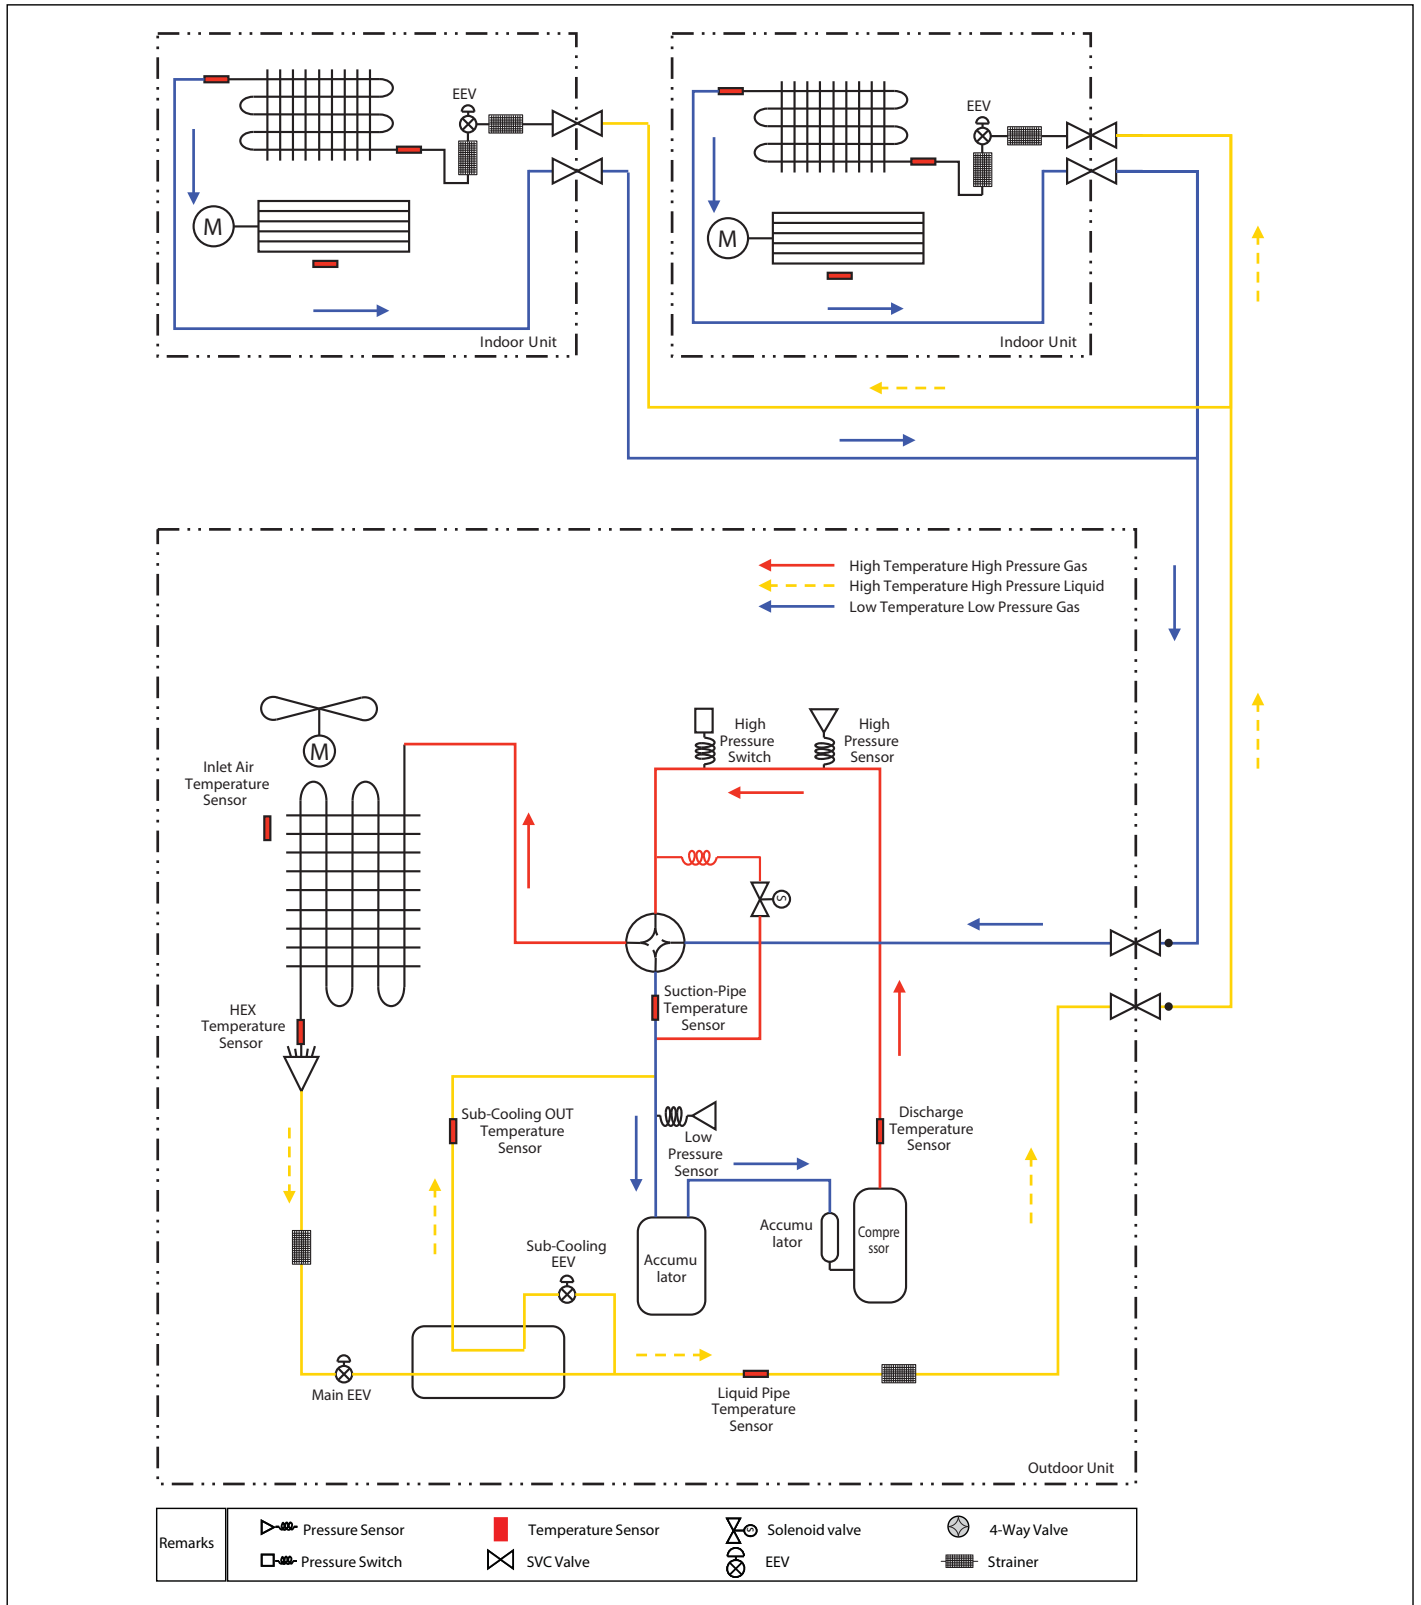 EEV
EEV
M
M
Indoor Unit
Indoor Unit
High Temperature High Pressure Gas
High Temperature High Pressure Liquid
Low Temperature Low Pressure Gas
M
Inlet Air
Temperature
Sensor
High
Pressure
Switch
High
Pressure
Sensor
S
HEX
Temperature
Sensor
Suction-Pipe
Temperature
Sensor
Sub-Cooling OUT
Temperature
Sensor
Low
Pressure
Sensor
Discharge
Temperature
Sensor
Sub-Cooling
EEV
Accumu
lator
Accumu
lator
Compre
ssor
Main EEV
Liquid Pipe
Temperature
Sensor
Outdoor Unit
Remarks
Pressure Sensor
Temperature Sensor
S
Solenoid valve
4-Way Valve
Pressure Switch
SVC Valve
EEV
Strainer